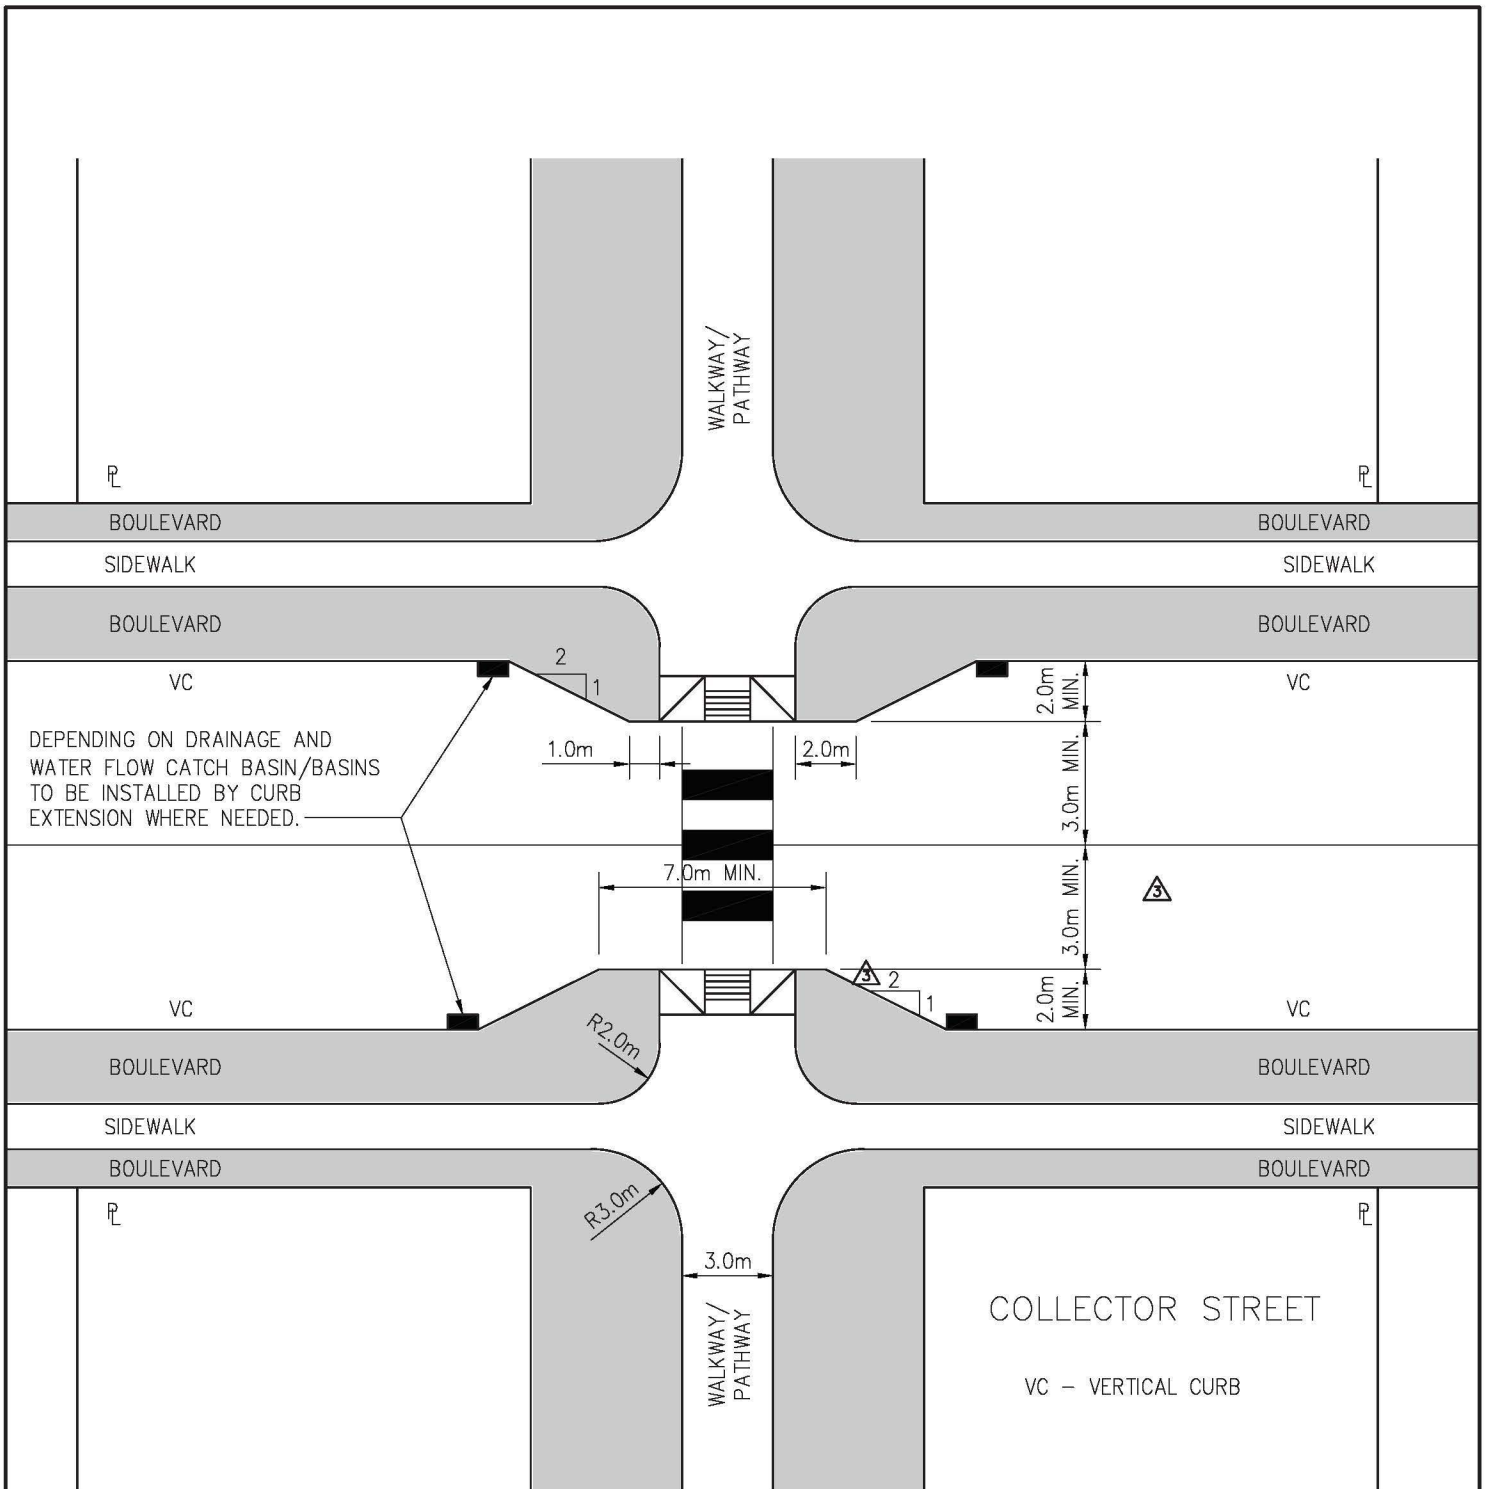 WALKWAY/
PATHWAY
PL
PL
BOULEVARD
BOULEVARD
SIDEWALK
SIDEWALK
BOULEVARD
BOULEVARD
2
1
VC
VC
2.0m
MIN.
DEPENDING ON DRAINAGE AND
WATER FLOW CATCH BASIN/BASINS
TO BE INSTALLED BY CURB
EXTENSION WHERE NEEDED.
1.0m
2.0m
3.0m MIN.
7.0m MIN.
3.0m MIN.
3
3
2
1
2.0m
MIN.
VC
VC
R2.0m
BOULEVARD
BOULEVARD
SIDEWALK
SIDEWALK
BOULEVARD
BOULEVARD
R3.0m
PL
PL
3.0m
WALKWAY/
PATHWAY
COLLECTOR STREET
VC - VERTICAL CURB